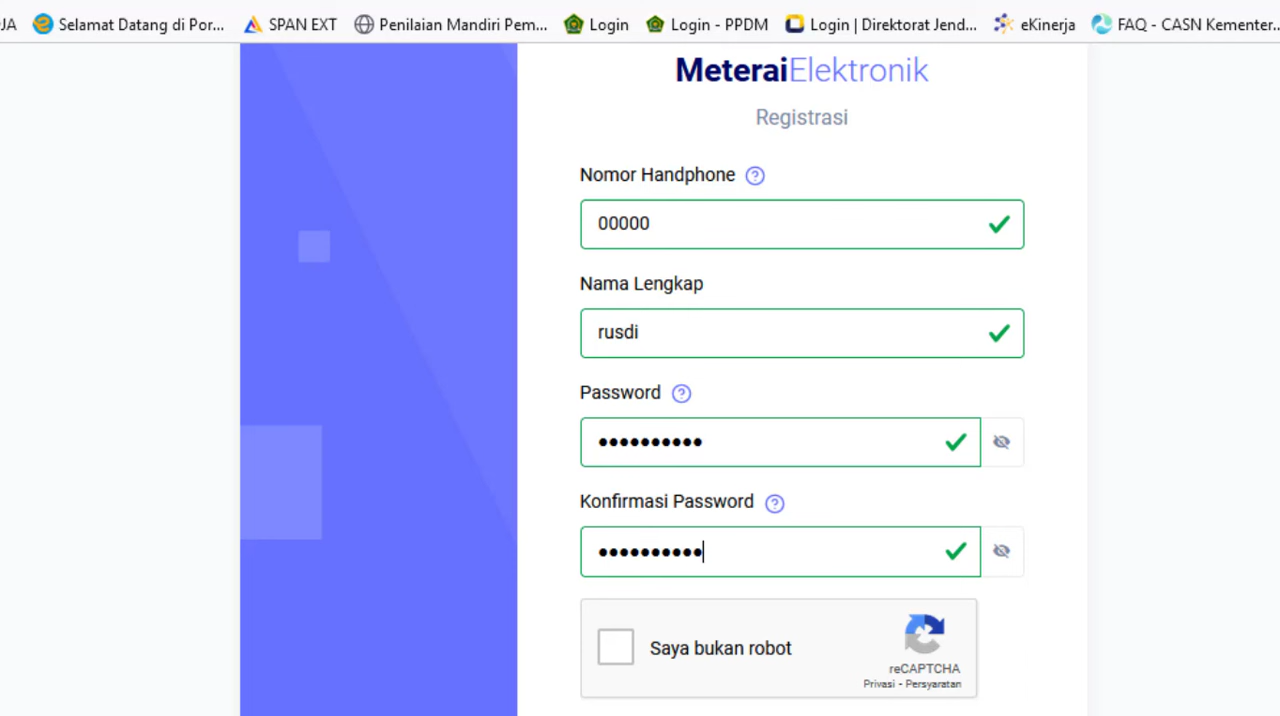 JA Selamat Datang di Por... SPAN EXT Penilaian Mandiri Pem... Login Login - PPDM Login | Direktorat Jend... eKinerja FAQ - CASN Kementer...
MeteraiElektronik
Registrasi
Nomor Handphone ?
00000
Nama Lengkap
rusdi
Password ?
••••••••••
Konfirmasi Password ?
••••••••••
Saya bukan robot
reCAPTCHA
Privasi - Persyaratan